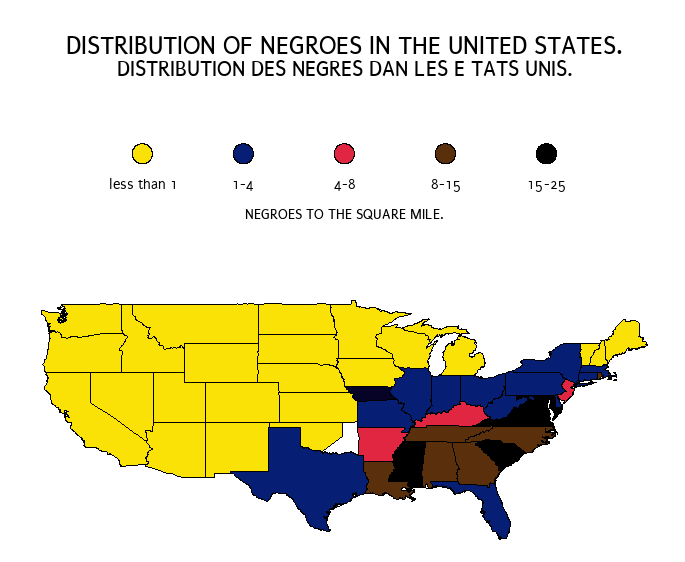 DISTRIBUTION OF NEGROES IN THE UNITED STATES.
DISTRIBUTION DES NEGRES DAN LES E TATS UNIS.
less than 1 1-4 4-8 8-15 15-25
NEGROES TO THE SQUARE MILE.